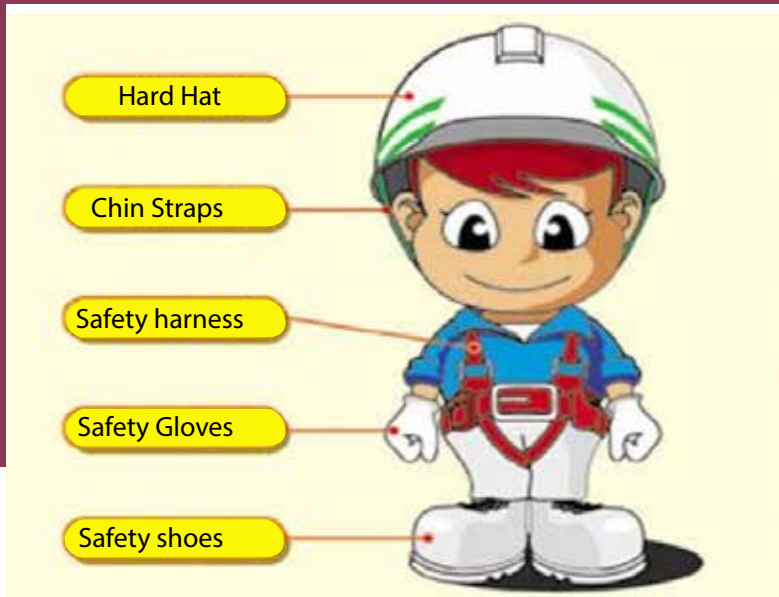 Hard Hat
Chin Straps
Safety harness
Safety Gloves
Safety shoes